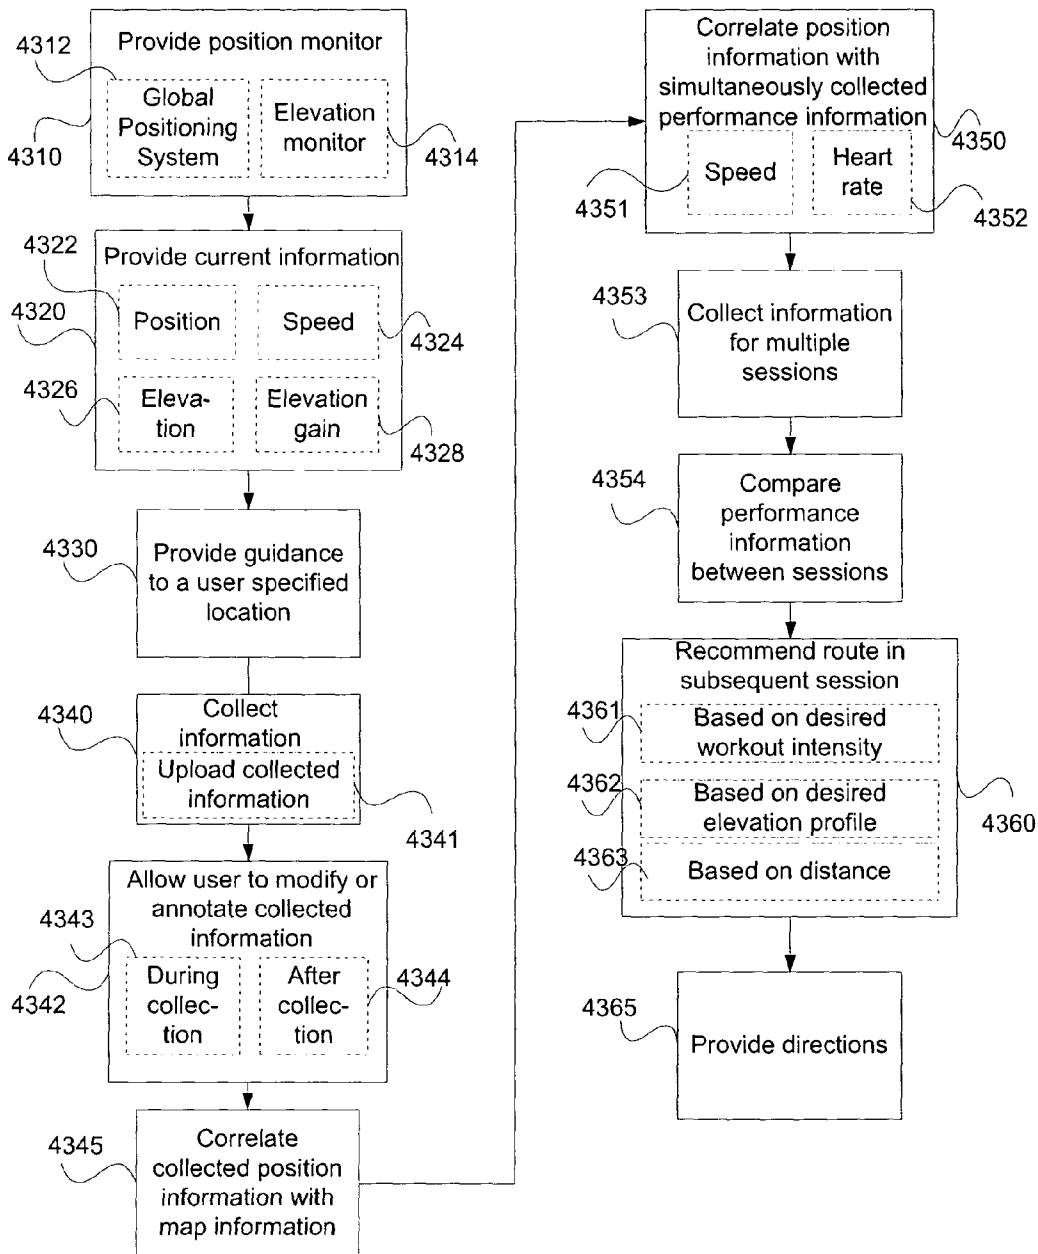 Provide position monitor
4312
Global
Positioning
System
Elevation
monitor
4310
4314
Provide current information
4322
4320
Position
Speed
4324
4326
Eleva-
tion
Elevation
gain
4328
4330
Provide guidance
to a user specified
location
4340
Collect
information
Upload collected
information
4341
Allow user to modify or
annotate collected
information
4343
4342
During
collec-
tion
After
collec-
tion
4344
4345
Correlate
collected position
information with
map information
Correlate position
information with
simultaneously collected
performance information
4350
4351
Speed
Heart
rate
4352
4353
Collect information
for multiple
sessions
4354
Compare
performance
information
between sessions
Recommend route in
subsequent session
4361
Based on desired
workout intensity
4362
Based on desired
elevation profile
4360
4363
Based on distance
4365
Provide directions